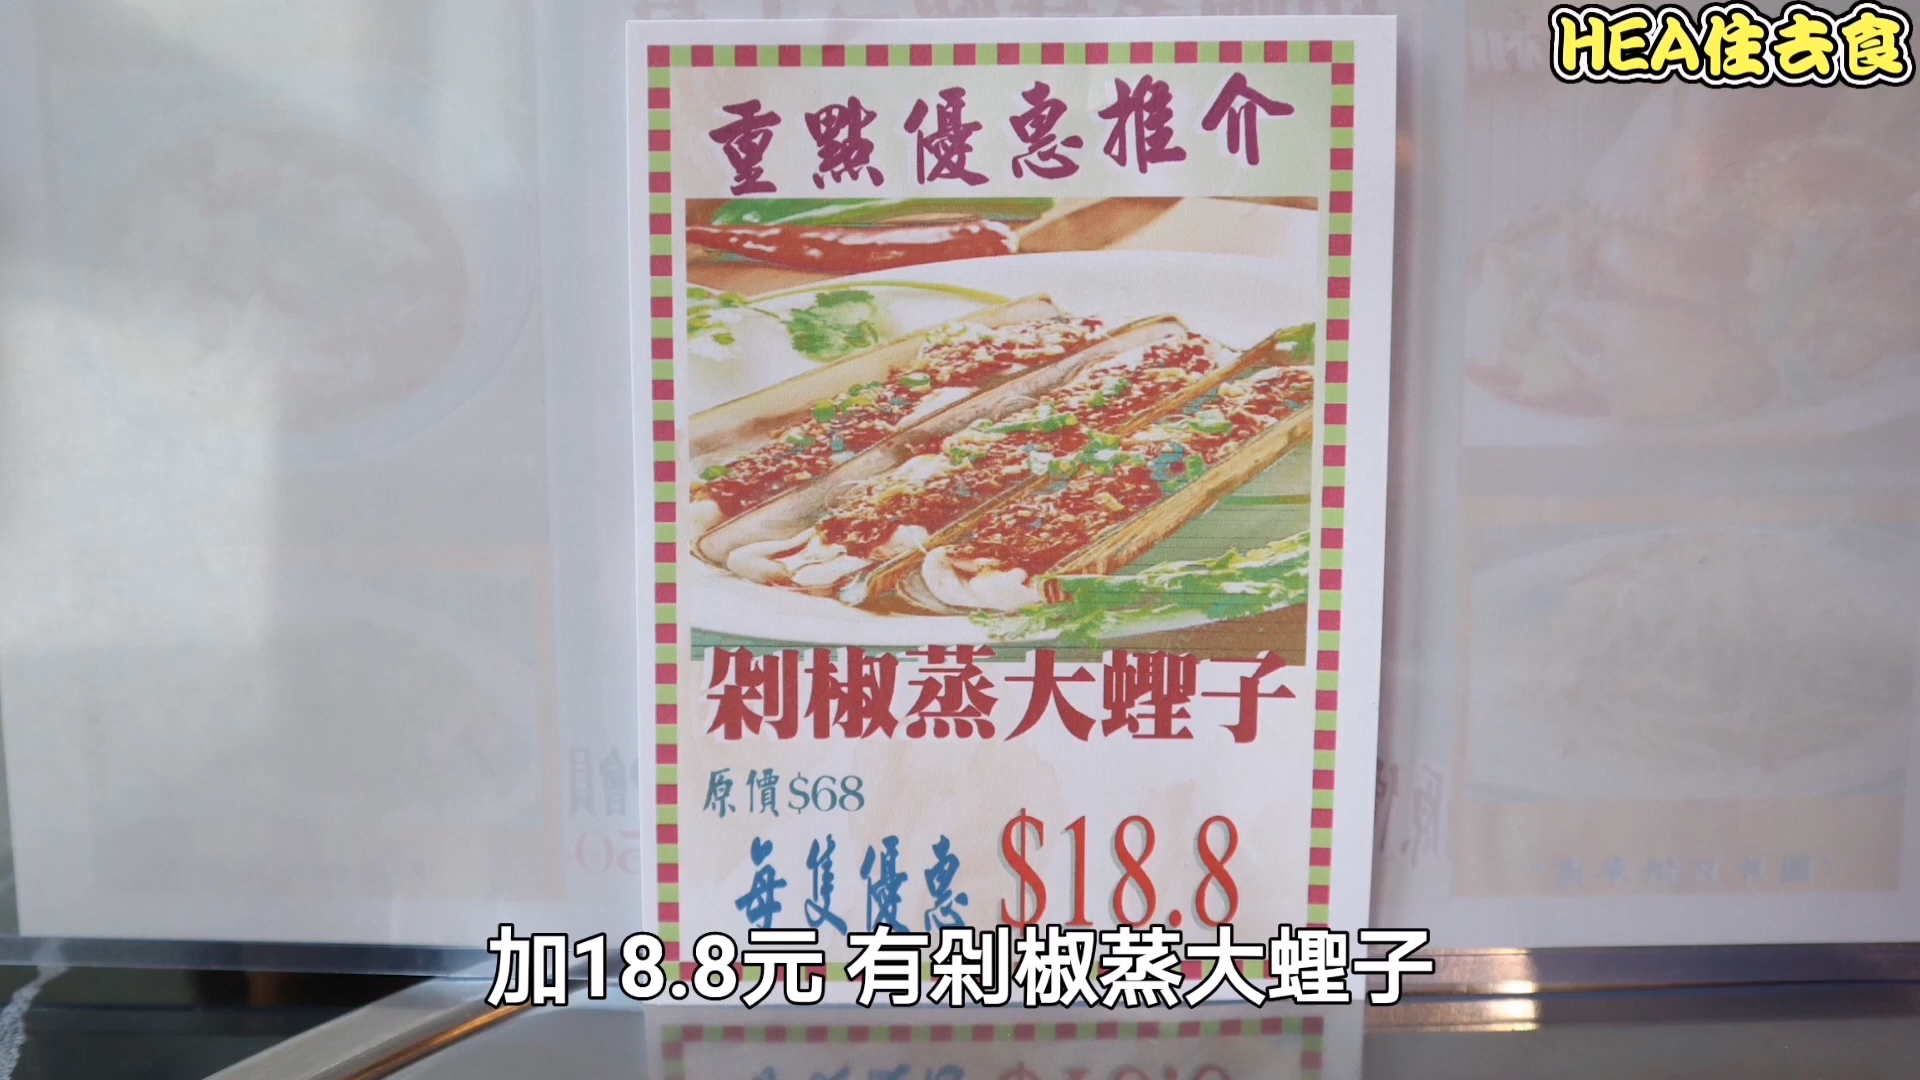 HEA住去食
重點優惠推介
剁椒蒸大蟶子
原價$68
每隻優惠 $18.8
加18.8元 有剁椒蒸大蟶子